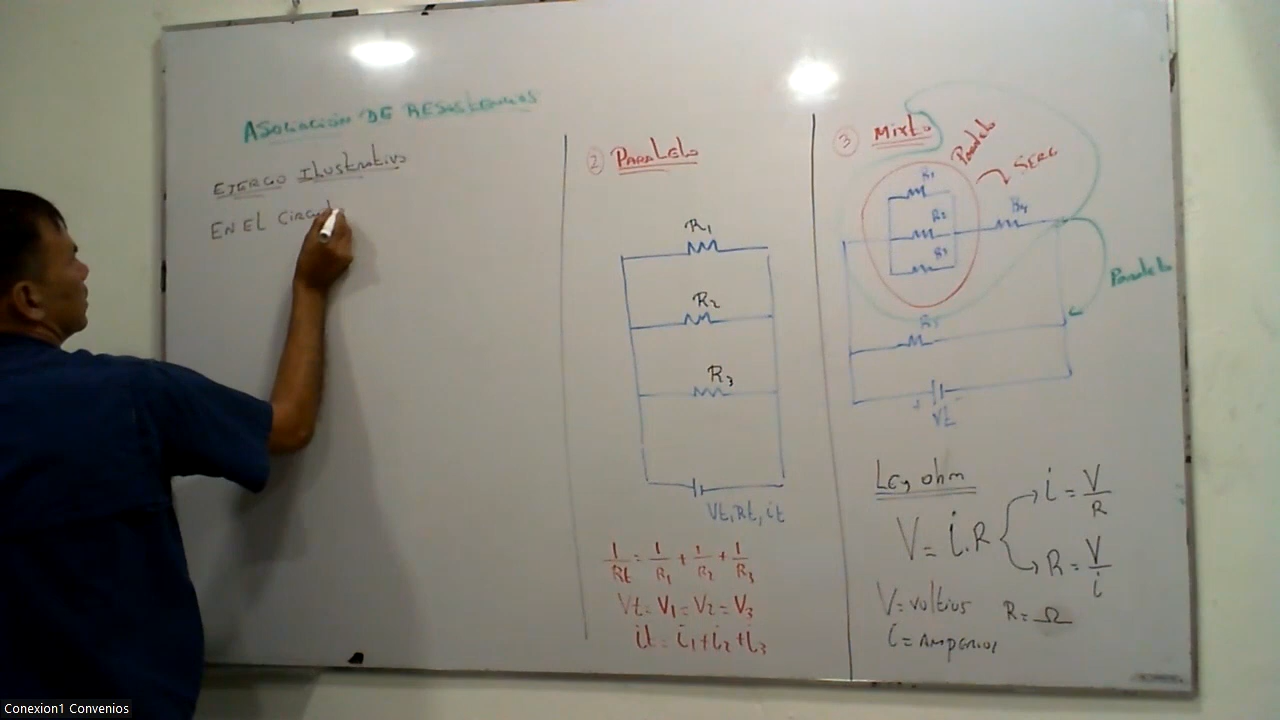 ASOCIACIÓN DE RESISTENCIAS
EJERCIO ILUSTRATIVO
EN EL CIRCUI
② PARALELO
R1
R2
R3
Vt, Rt, it
1/Rt = 1/R1 + 1/R2 + 1/R3
Vt = V1 = V2 = V3
it = i1 + i2 + i3
③ Mixto
Paralelo
SERIE
R1
R2
R3
R4
Paralelo
R5
+ -
Vt
Ley ohm
V = i.R
i = V/R
R = V/i
V = voltios
R = Ω
i = Amperios
Conexion1 Convenios